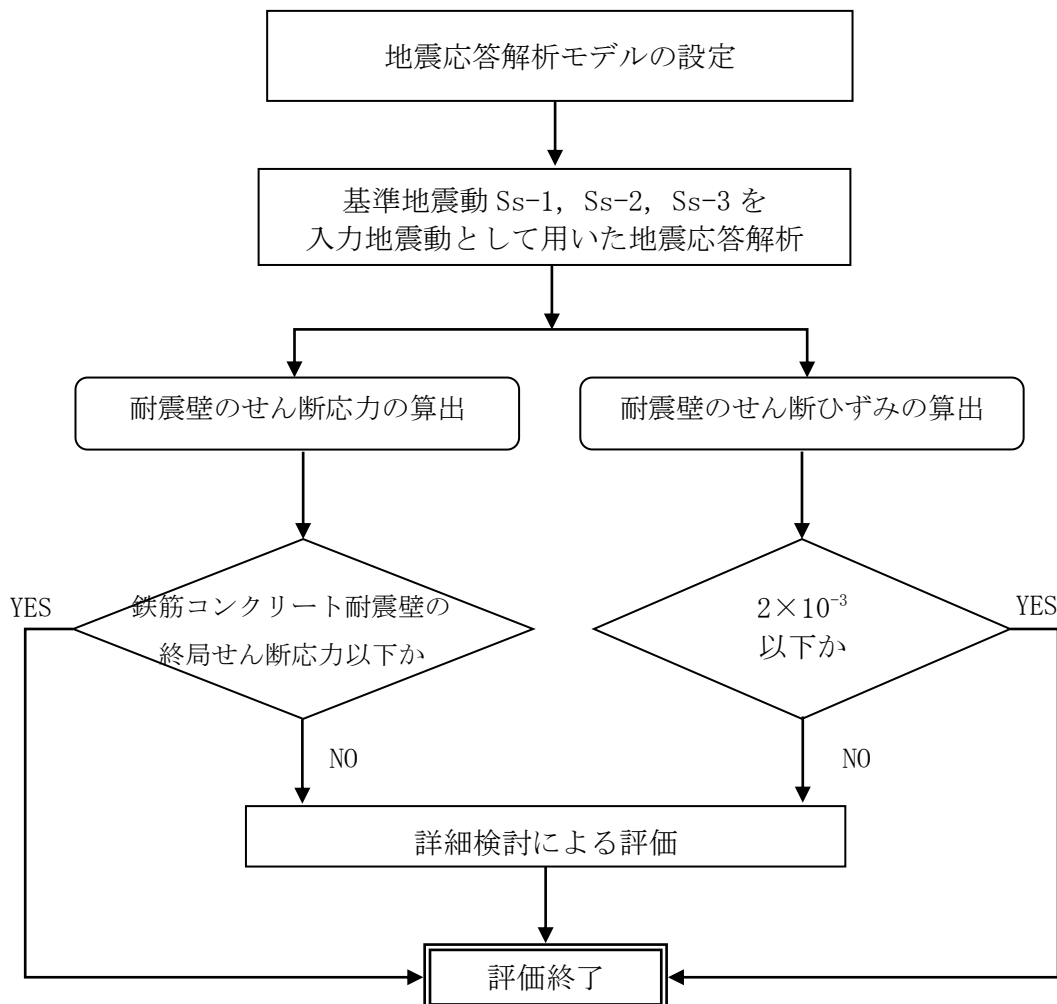 地震応答解析モデルの設定
基準地震動 Ss-1, Ss-2, Ss-3 を
入力地震動として用いた地震応答解析
耐震壁のせん断応力の算出
耐震壁のせん断ひずみの算出
YES
鉄筋コンクリート耐震壁の
終局せん断応力以下か
2×10⁻³
以下か
YES
NO
NO
詳細検討による評価
評価終了